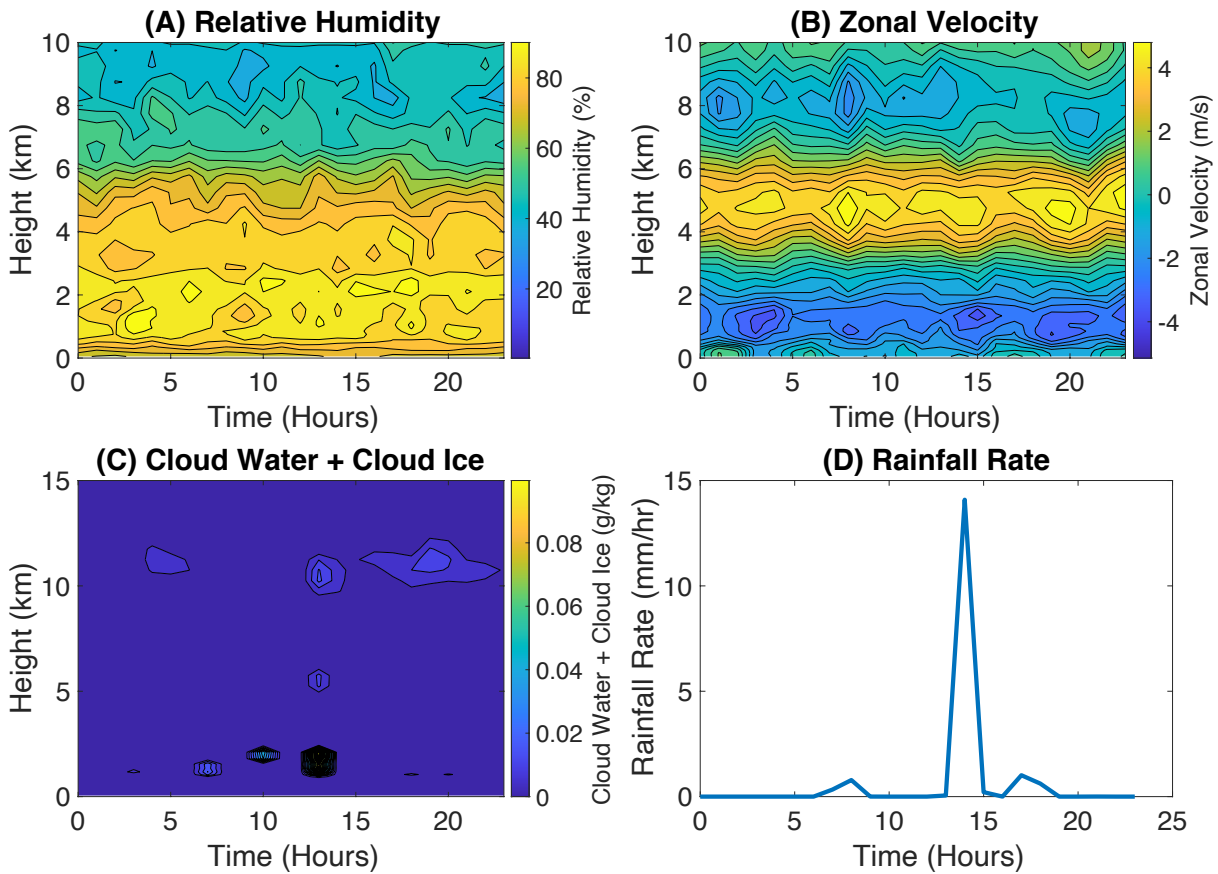 (A) Relative Humidity
10
8
6
4
2
0
Height (km)
0 5 10 15 20
Time (Hours)
80
60
40
20
Relative Humidity (%)
(B) Zonal Velocity
10
8
6
4
2
0
Height (km)
0 5 10 15 20
Time (Hours)
4
2
0
-2
-4
Zonal Velocity (m/s)
(C) Cloud Water + Cloud Ice
15
10
5
0
Height (km)
0 5 10 15 20
Time (Hours)
0.08
0.06
0.04
0.02
0
Cloud Water + Cloud Ice (g/kg)
(D) Rainfall Rate
15
10
5
0
Rainfall Rate (mm/hr)
0 5 10 15 20 25
Time (Hours)